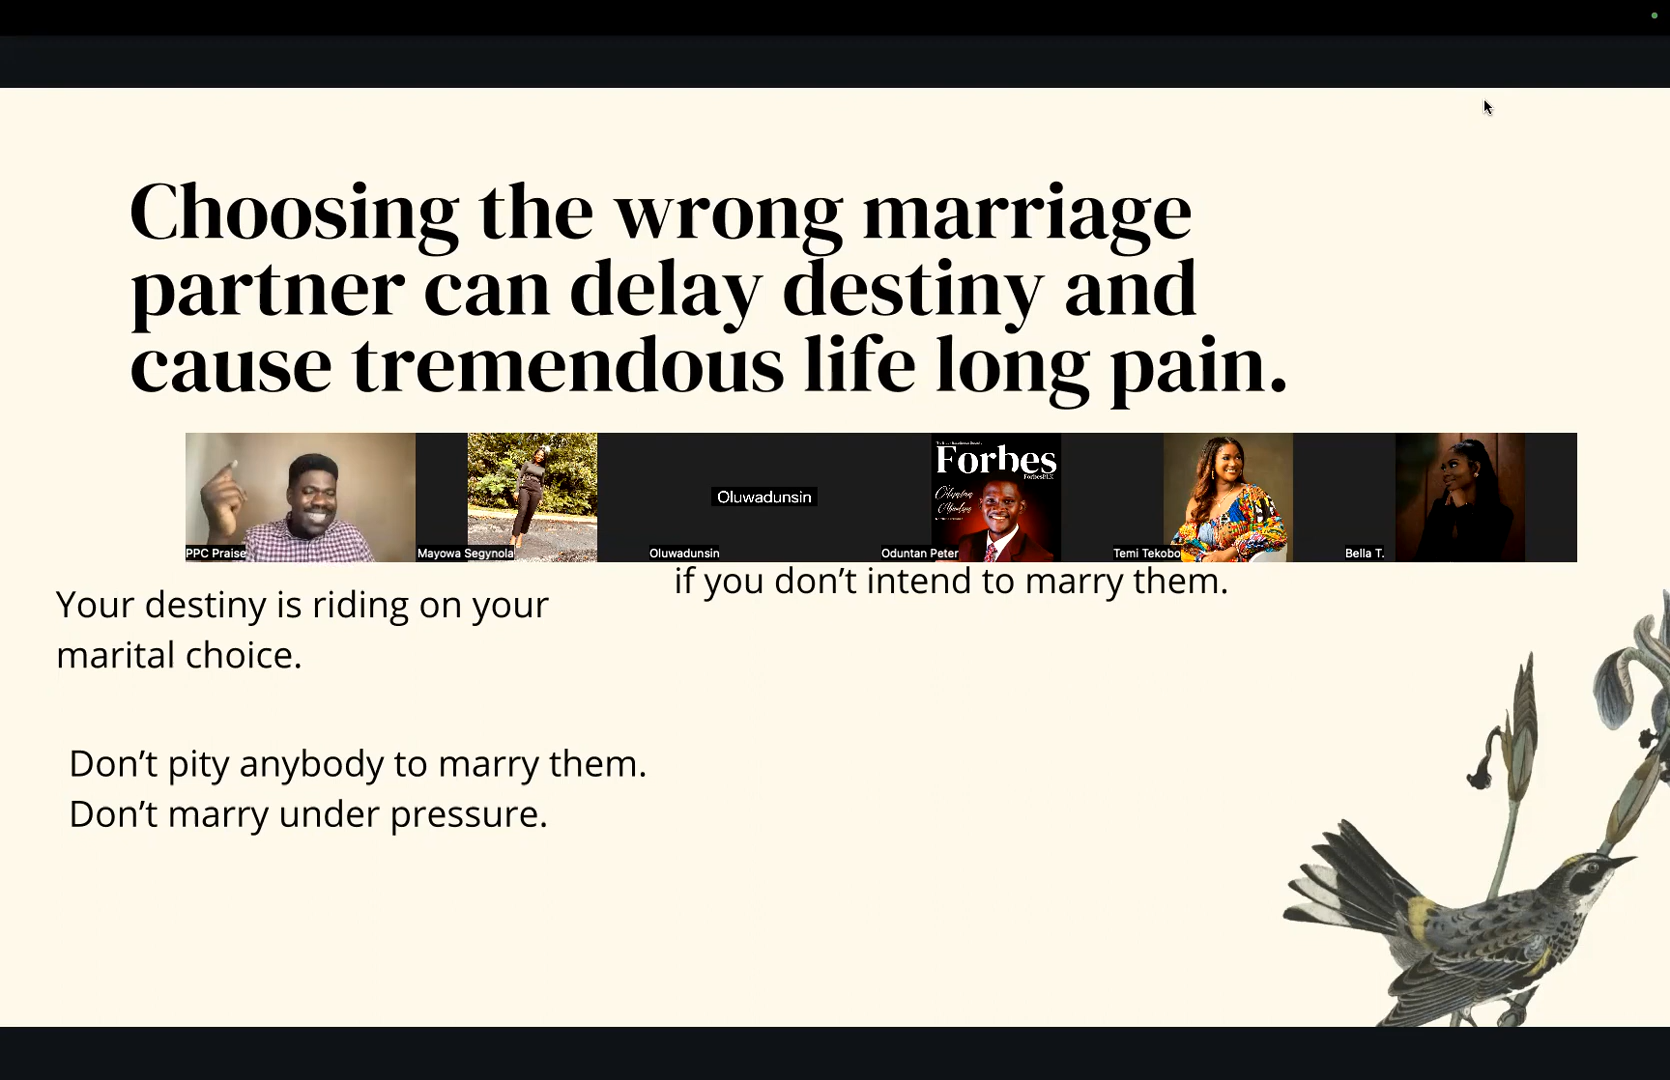 Choosing the wrong marriage
partner can delay destiny and
cause tremendous life long pain.
Oluwadunsin
Forbes
ForbesBLK
PPC Praise
Mayowa Segynola
Oluwadunsin
Oduntan Peter
Temi Tekobo
Bella T.
if you don’t intend to marry them.
Your destiny is riding on your
marital choice.
Don’t pity anybody to marry them.
Don’t marry under pressure.